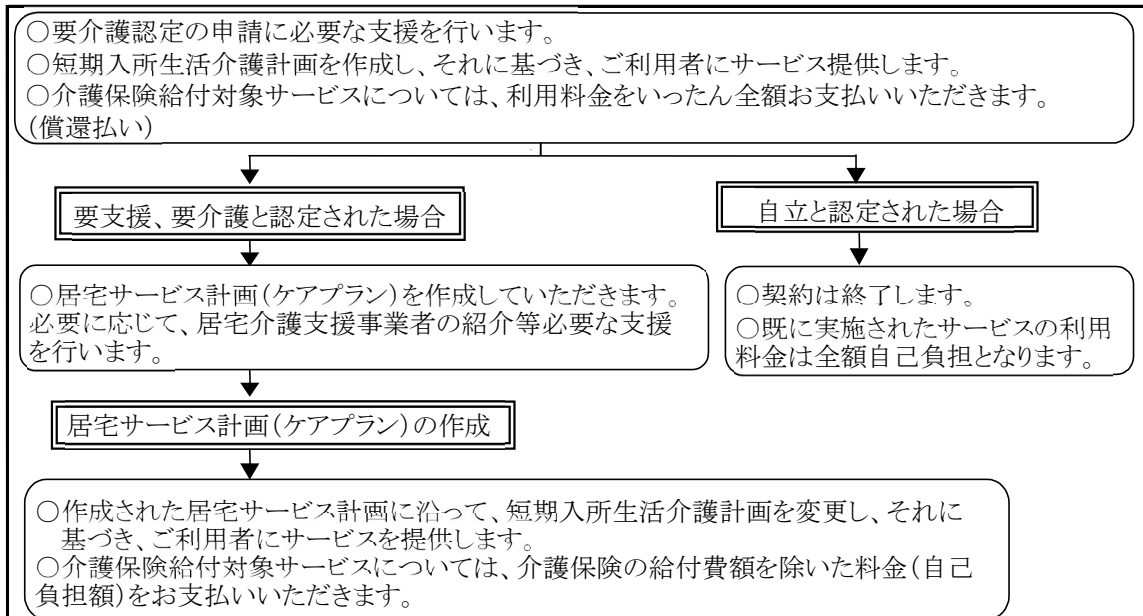 ○要介護認定の申請に必要な支援を行います。
○短期入所生活介護計画を作成し、それに基づき、ご利用者にサービス提供します。
○介護保険給付対象サービスについては、利用料金をいったん全額お支払いいただきます。
(償還払い)
要支援、要介護と認定された場合
自立と認定された場合
○居宅サービス計画(ケアプラン)を作成していただきます。
必要に応じて、居宅介護支援事業者の紹介等必要な支援
を行います。
○契約は終了します。
○既に実施されたサービスの利用
料金は全額自己負担となります。
居宅サービス計画(ケアプラン)の作成
○作成された居宅サービス計画に沿って、短期入所生活介護計画を変更し、それに
基づき、ご利用者にサービスを提供します。
○介護保険給付対象サービスについては、介護保険の給付費額を除いた料金(自己
負担額)をお支払いいただきます。